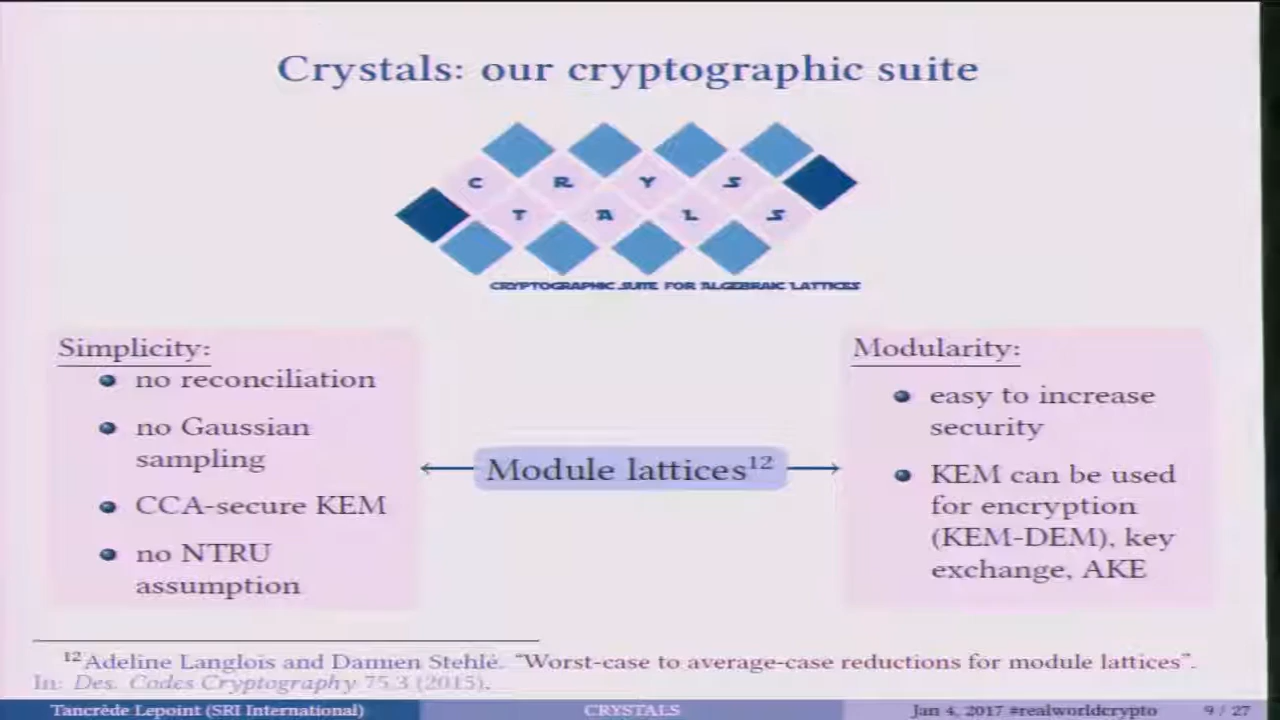 Crystals: our cryptographic suite
C R Y S
T A L S
CRYPTOGRAPHIC SUITE FOR ALGEBRAIC LATTICES
Simplicity:
no reconciliation
no Gaussian
sampling
CCA-secure KEM
no NTRU
assumption
Module lattices¹²
Modularity:
easy to increase
security
KEM can be used
for encryption
(KEM-DEM), key
exchange, AKE
¹²Adeline Langlois and Damien Stehlé. “Worst-case to average-case reductions for module lattices”.
In: Des. Codes Cryptography 75.3 (2015).
Tancrède Lepoint (SRI International) CRYSTALS Jan 4, 2017 #realworldcrypto 9 / 27